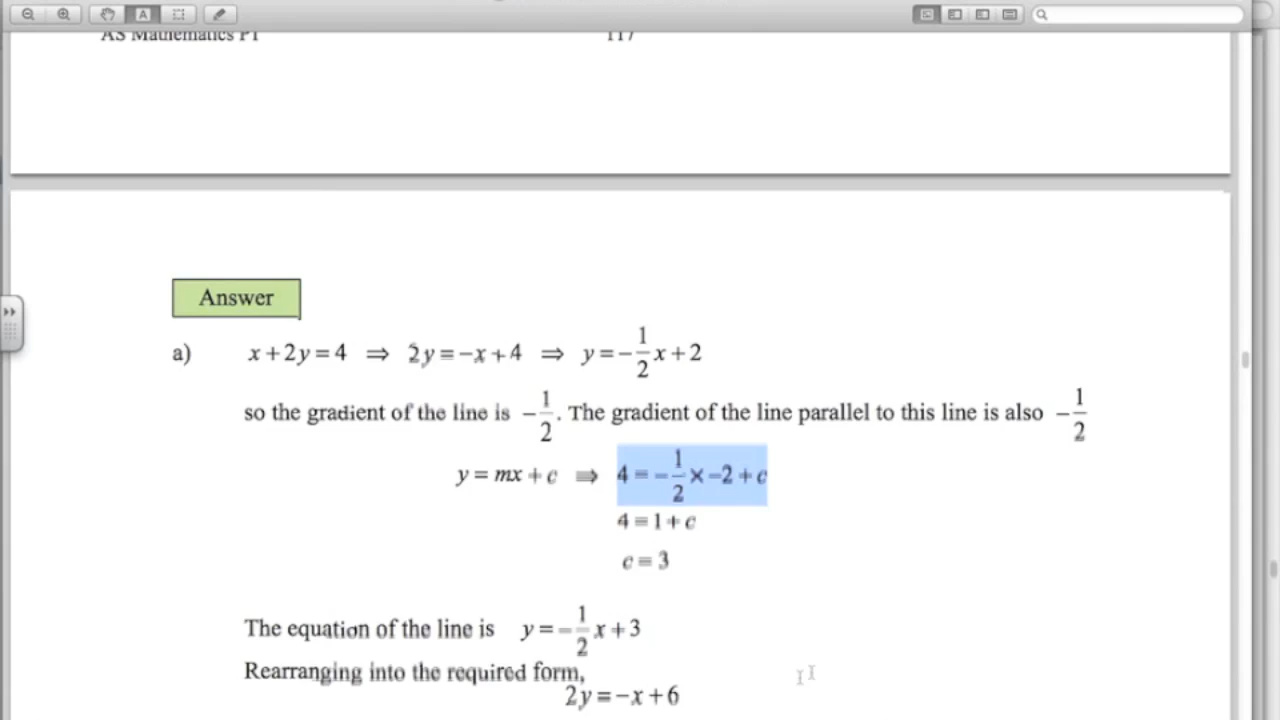 AS Mathematics P1 117
Answer
a) x + 2y = 4 ⇒ 2y = −x + 4 ⇒ y = −1/2 x + 2
so the gradient of the line is −1/2. The gradient of the line parallel to this line is also −1/2
y = mx + c ⇒ 4 = −1/2 × −2 + c
4 = 1 + c
c = 3
The equation of the line is y = −1/2 x + 3
Rearranging into the required form,
2y = −x + 6